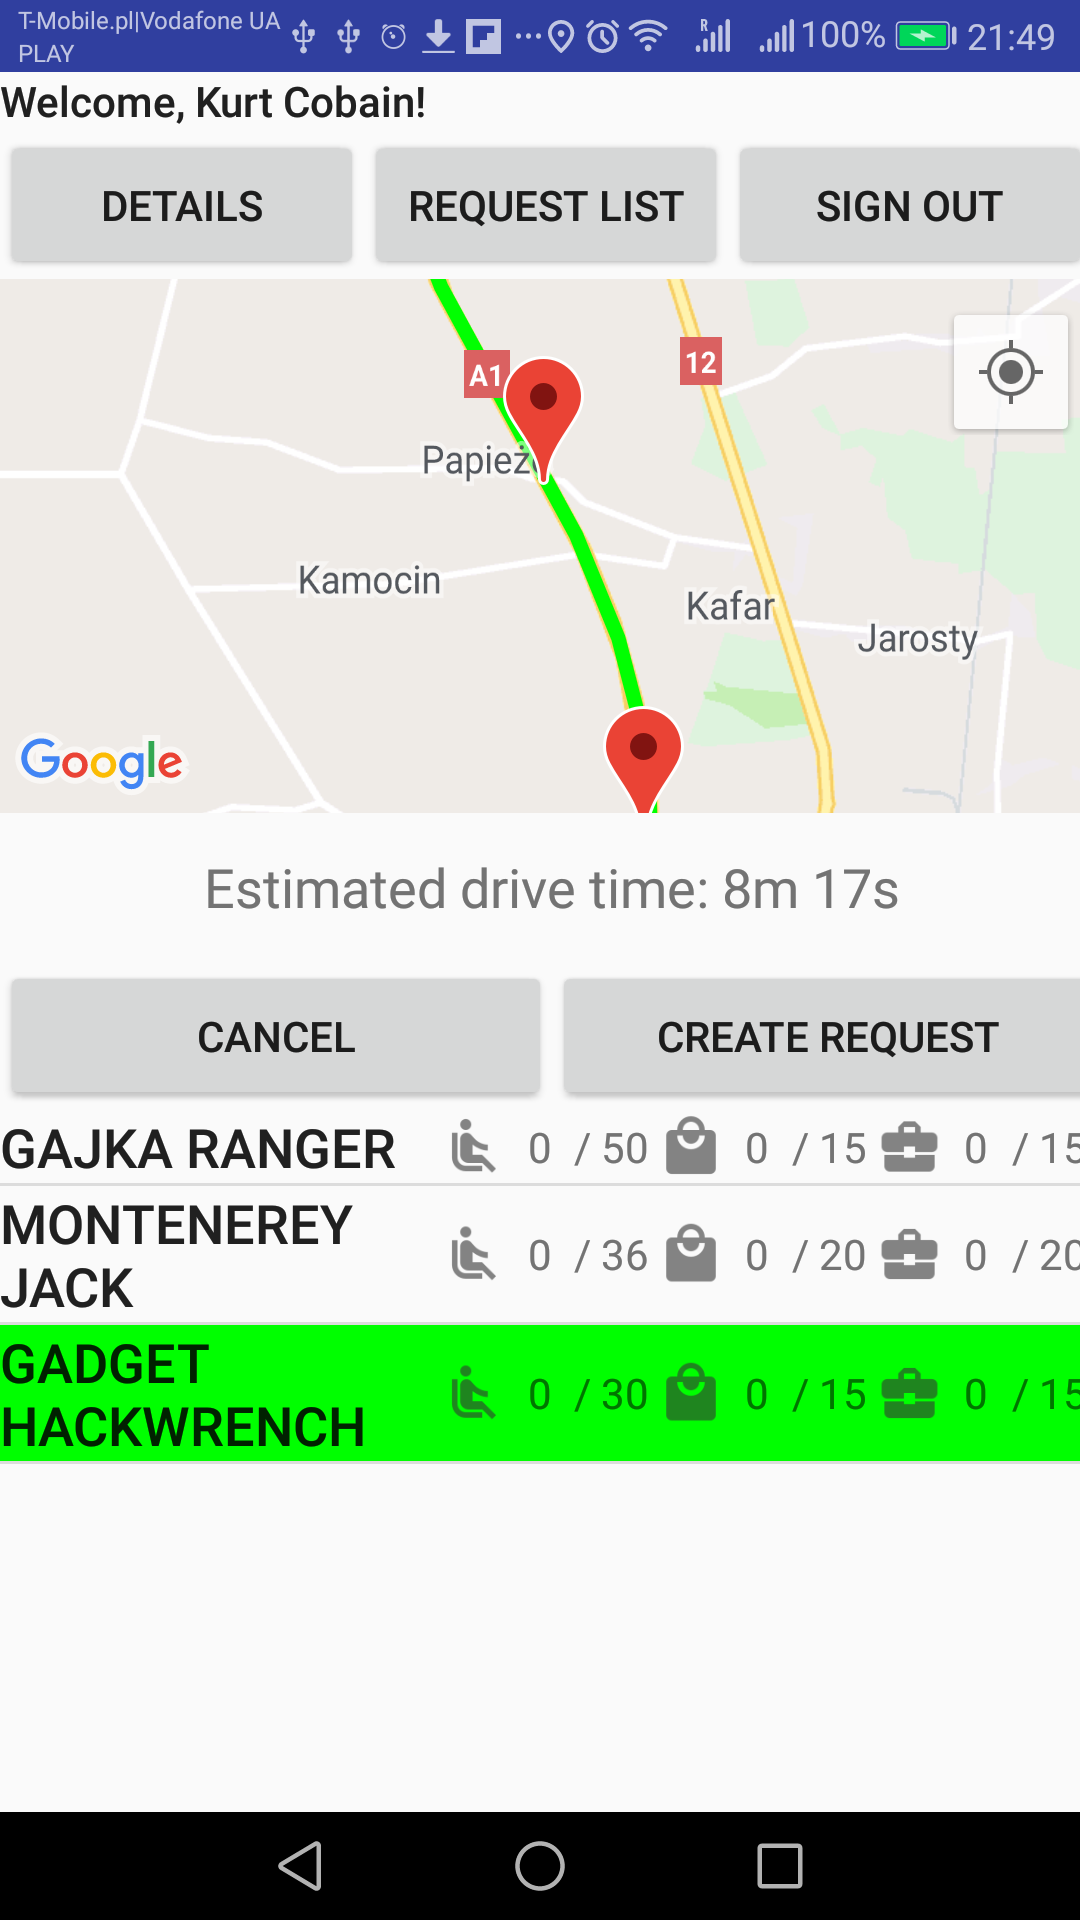 T-Mobile.pl|Vodafone UA
PLAY
R
100% 21:49
Welcome, Kurt Cobain!
DETAILS REQUEST LIST SIGN OUT
A1 12
Kamocin
Kafar
Jarosty
Google
Estimated drive time: 8m 17s
CANCEL CREATE REQUEST
GAJKA RANGER 0 / 50 0 / 15 0 / 15
MONTENEREY
JACK 0 / 36 0 / 20 0 / 20
GADGET
HACKWRENCH 0 / 30 0 / 15 0 / 15